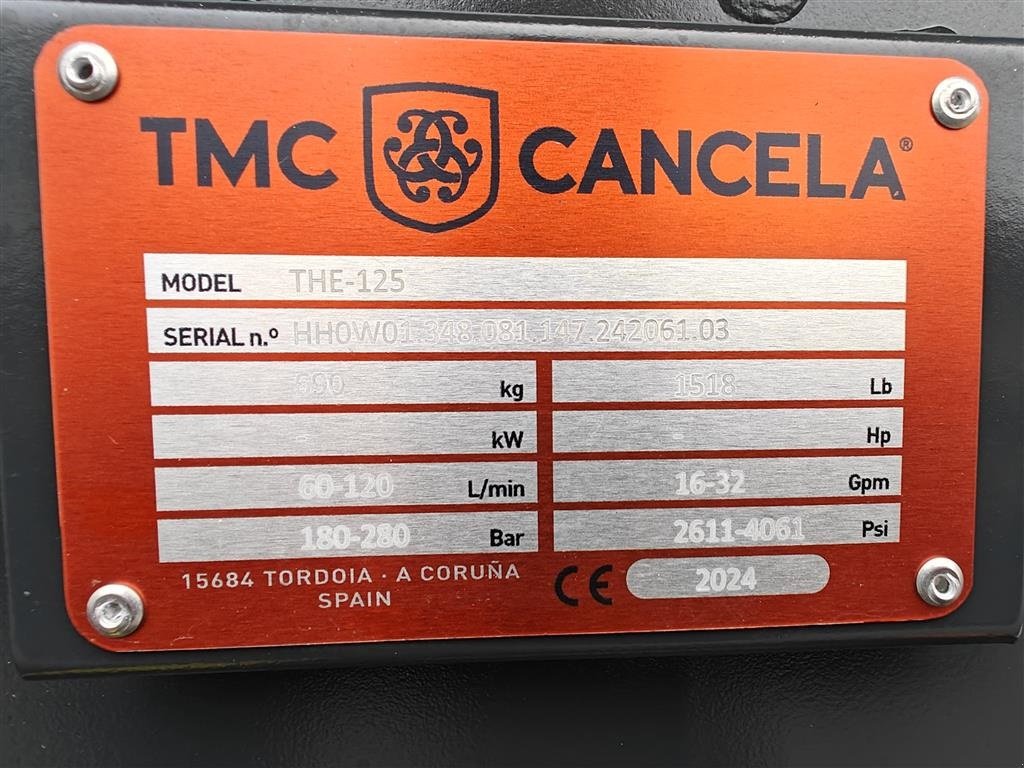 TMC CANCELA®
MODEL THE-125
SERIAL n.º HH0W01.348.081.147.242061.03
690 kg 1518 Lb
kW Hp
60-120 L/min 16-32 Gpm
180-280 Bar 2611-4061 Psi
15684 TORDOIA · A CORUÑA
SPAIN
CE 2024